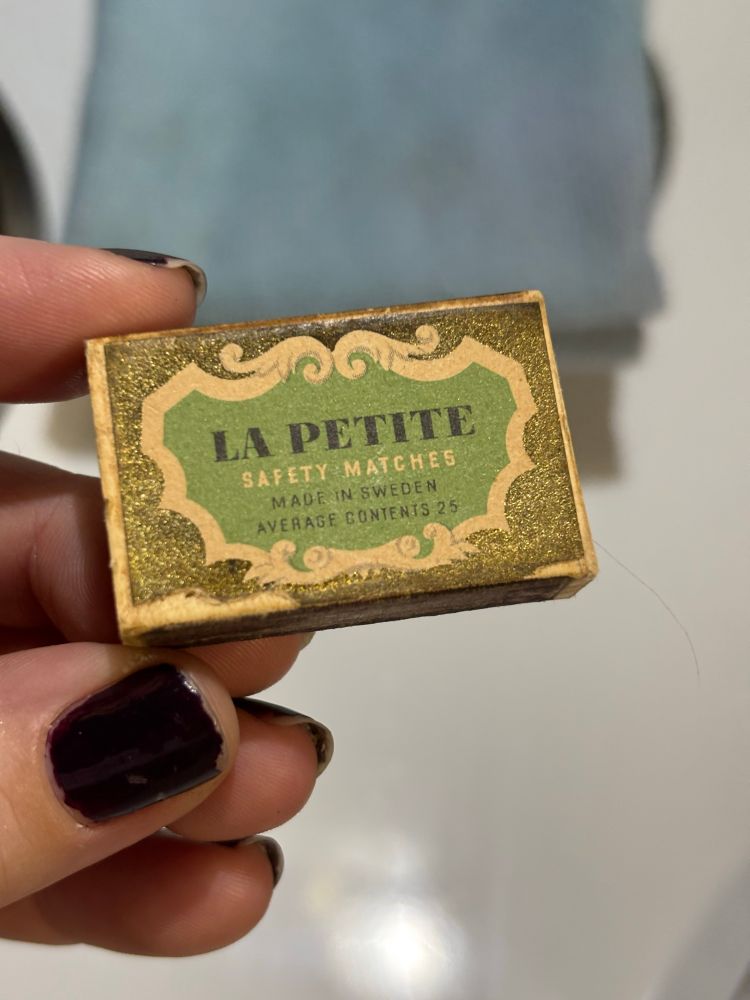 LA PETITE
SAFETY MATCHES
MADE IN SWEDEN
AVERAGE CONTENTS 25